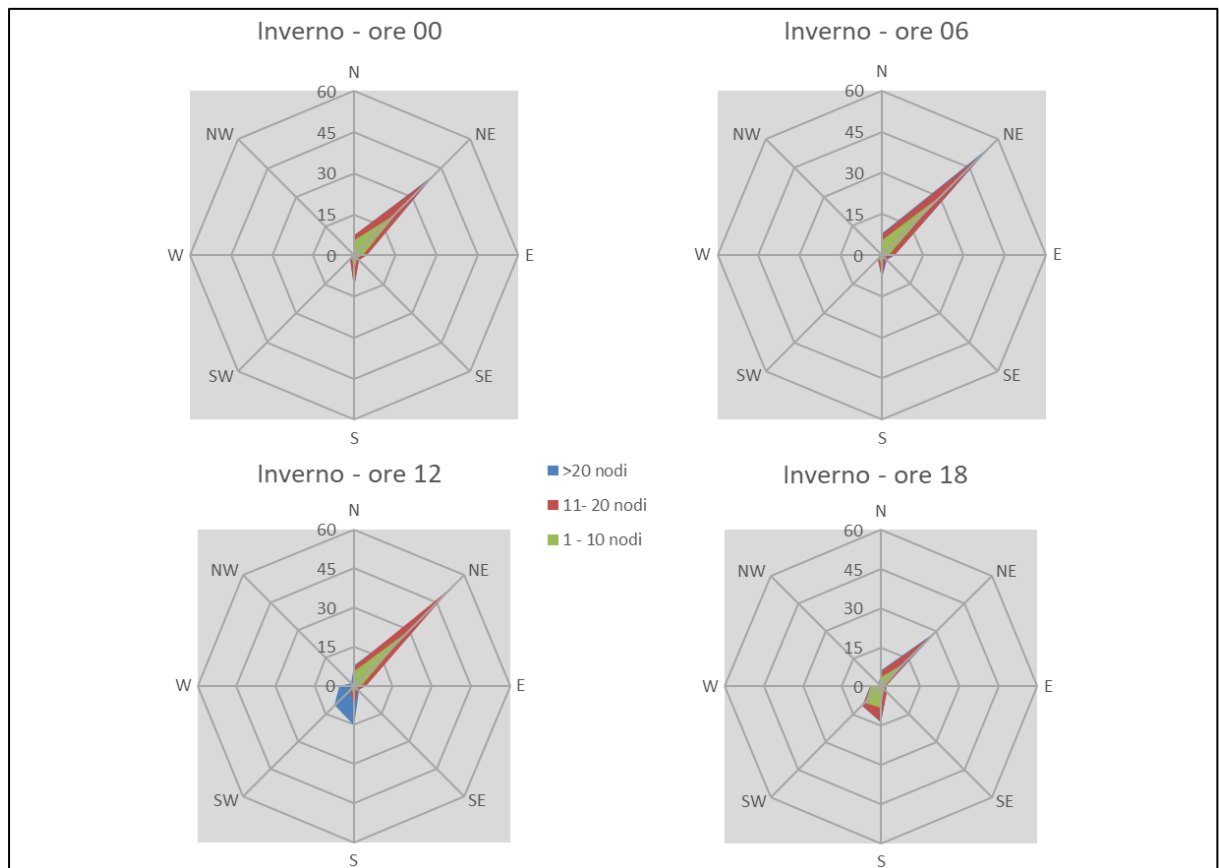 Inverno - ore 00
N
60
NE
45
30
15
0
E
SE
S
SW
W
NW
Inverno - ore 06
N
60
NE
45
30
15
0
E
SE
S
SW
W
NW
>20 nodi
11- 20 nodi
1 - 10 nodi
Inverno - ore 12
N
60
NE
45
30
15
0
E
SE
S
SW
W
NW
Inverno - ore 18
N
60
NE
45
30
15
0
E
SE
S
SW
W
NW